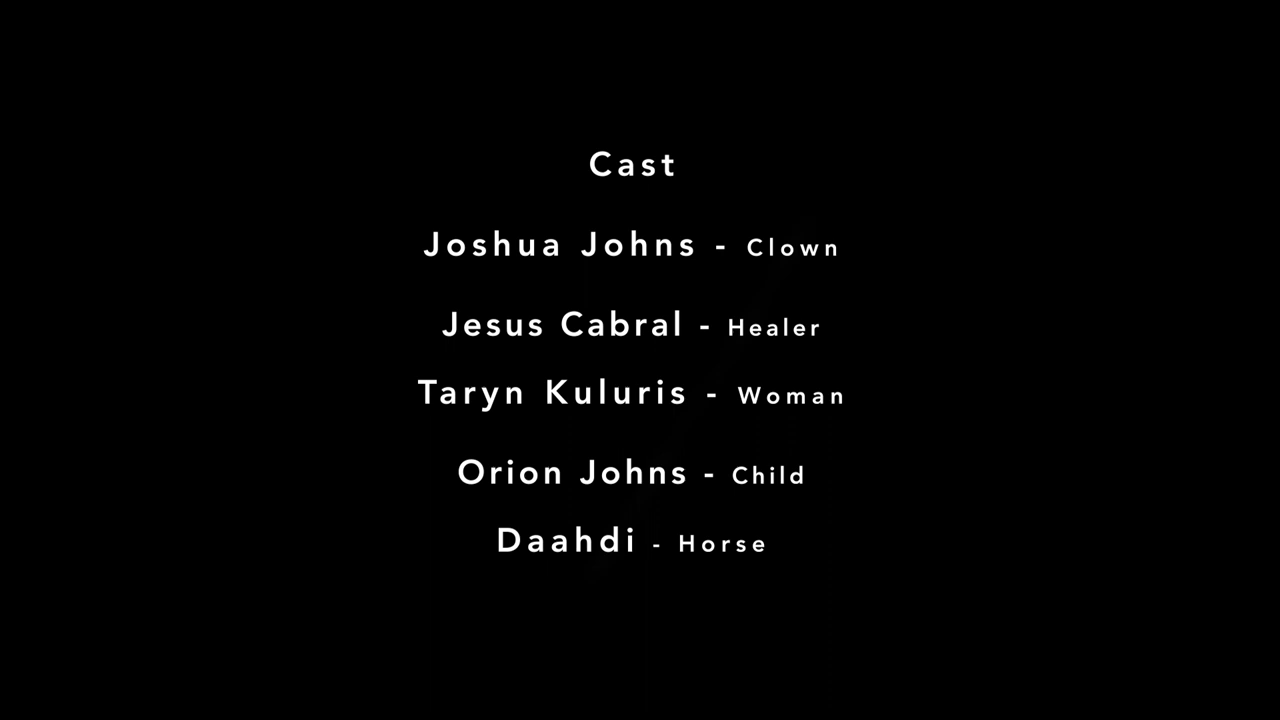 Cast
Joshua Johns - Clown
Jesus Cabral - Healer
Taryn Kuluris - Woman
Orion Johns - Child
Daahdi - Horse